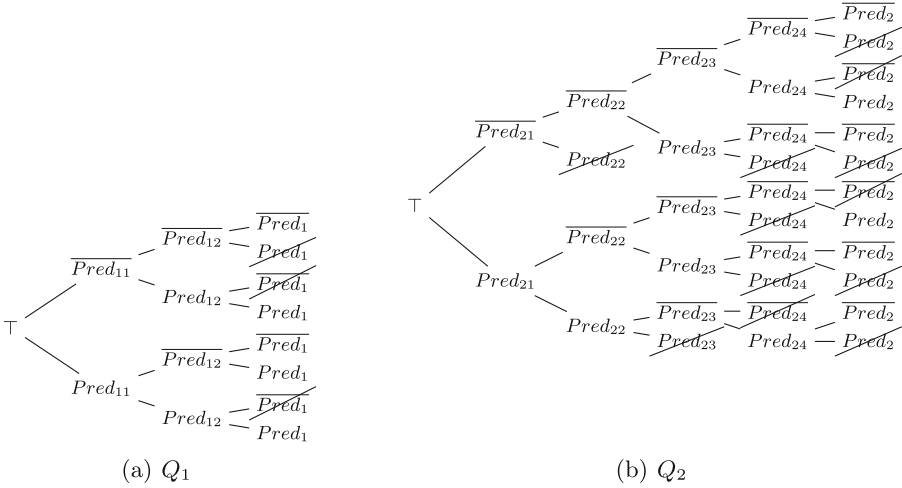 Pred₁
Pred₁₂
Pred₁
Pred₁₁
Pred₁
Pred₁₂
Pred₁
⊤
Pred₁
Pred₁₂
Pred₁
Pred₁₁
Pred₁
Pred₁₂
Pred₁
(a) Q₁
Pred₂
Pred₂₄
Pred₂
Pred₂₃
Pred₂
Pred₂₄
Pred₂₂
Pred₂
Pred₂₁
Pred₂₄
Pred₂
Pred₂₃
Pred₂₂
Pred₂₄
Pred₂
Pred₂₄
Pred₂
⊤
Pred₂₃
Pred₂₄
Pred₂
Pred₂₂
Pred₂₄
Pred₂
Pred₂₃
Pred₂₁
Pred₂₄
Pred₂
Pred₂₃
Pred₂₄
Pred₂
Pred₂₂
Pred₂₃
Pred₂₄
Pred₂
(b) Q₂